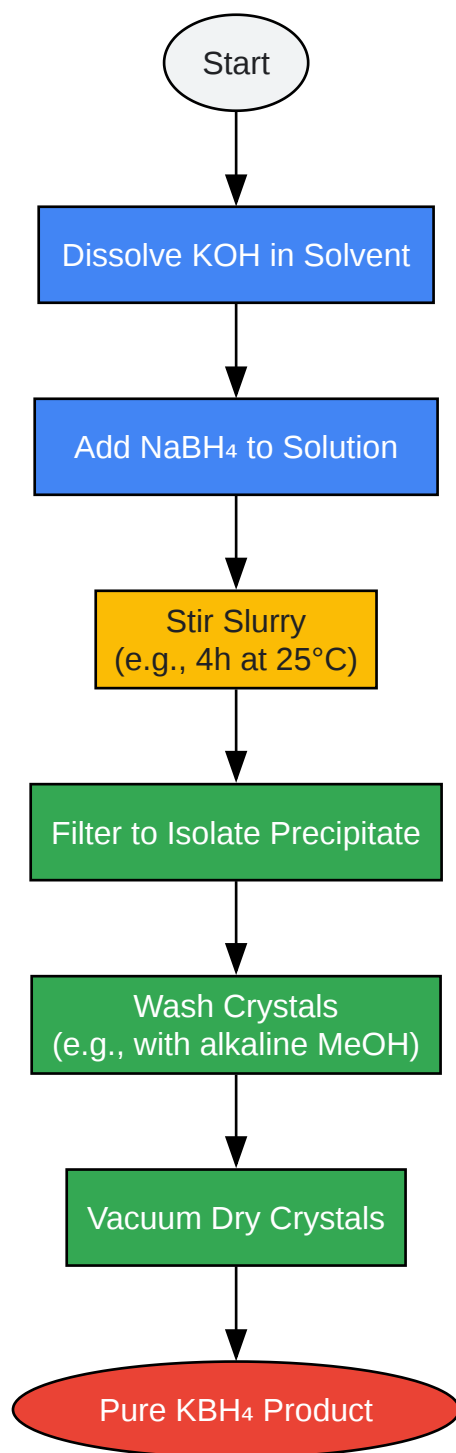 Start
Dissolve KOH in Solvent
Add NaBH₄ to Solution
Stir Slurry
(e.g., 4h at 25°C)
Filter to Isolate Precipitate
Wash Crystals
(e.g., with alkaline MeOH)
Vacuum Dry Crystals
Pure KBH₄ Product